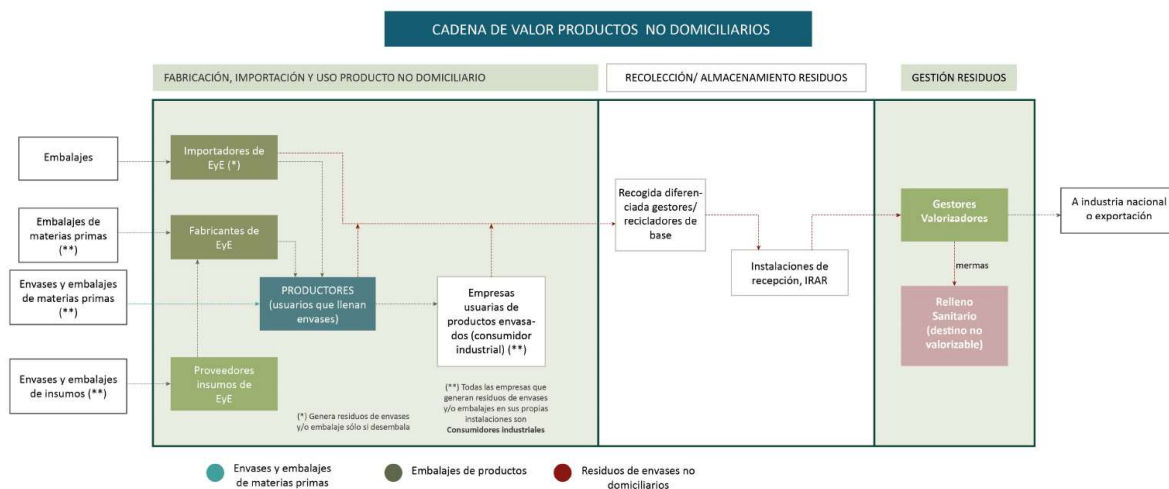 CADENA DE VALOR PRODUCTOS  NO DOMICILIARIOS
FABRICACIÓN, IMPORTACIÓN Y USO PRODUCTO NO DOMICILIARIO
RECOLECCIÓN/ ALMACENAMIENTO RESIDUOS
GESTIÓN RESIDUOS
Embalajes
Embalajes de
materias primas
(**)
Envases y embalajes
de materias primas
(**)
Envases y embalajes
de insumos (**)
Importadores de
EyE (*)
Fabricantes de
EyE
PRODUCTORES
(usuarios que llenan
envases)
Proveedores
insumos de
EyE
Empresas
usuarias de
productos envasa-
dos (consumidor
industrial) (**)
(*) Genera residuos de envases
y/o embalaje sólo si desembala
(**) Todas las empresas que
generan residuos de envases
y/o embalajes en sus propias
instalaciones son
Consumidores industriales
Recogida diferen-
ciada gestores/
recicladores de
base
Instalaciones de
recepción, IRAR
Gestores
Valorizadores
mermas
Relleno
Sanitario
(destino no
valorizable)
A industria nacional
o exportación
Envases y embalajes
de materias primas
Embalajes de productos
Residuos de envases no
domiciliarios